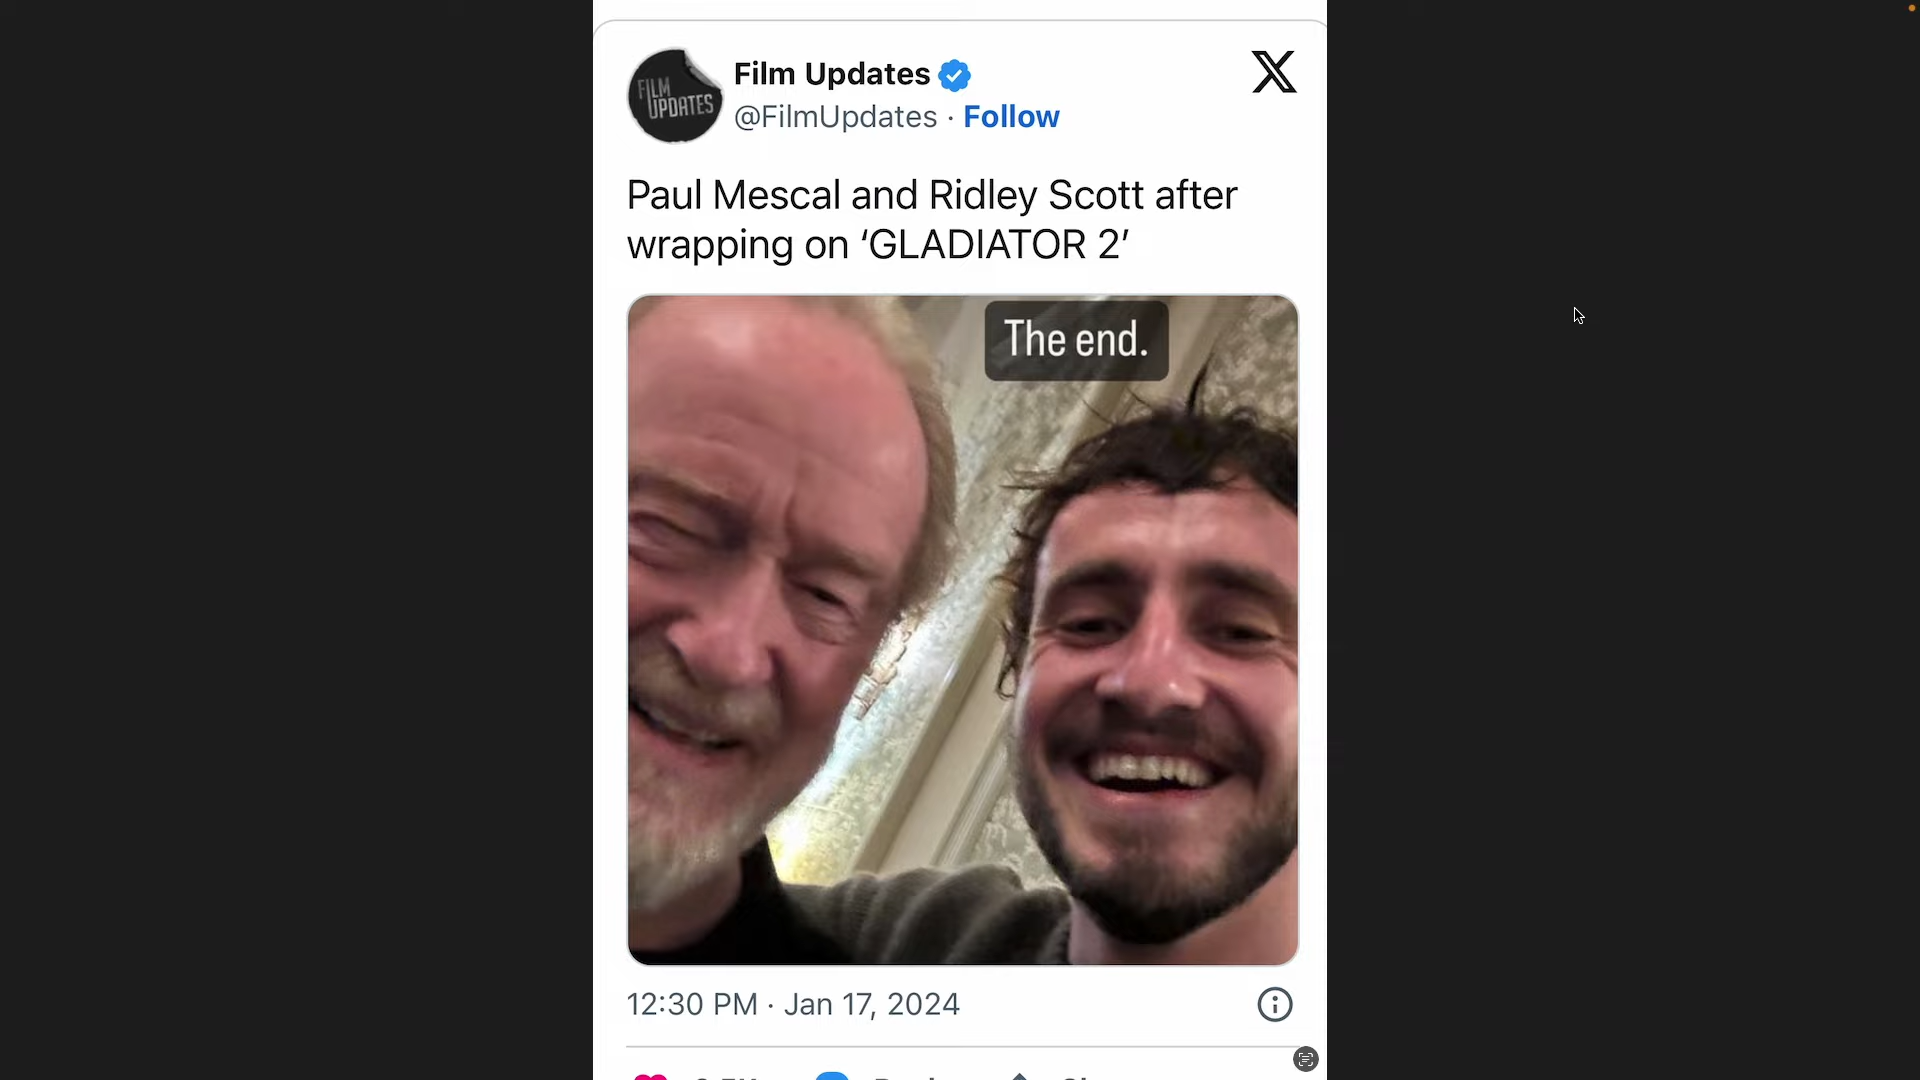 FILM
UPDATES
Film Updates
@FilmUpdates · Follow
Paul Mescal and Ridley Scott after
wrapping on ‘GLADIATOR 2’
The end.
12:30 PM · Jan 17, 2024